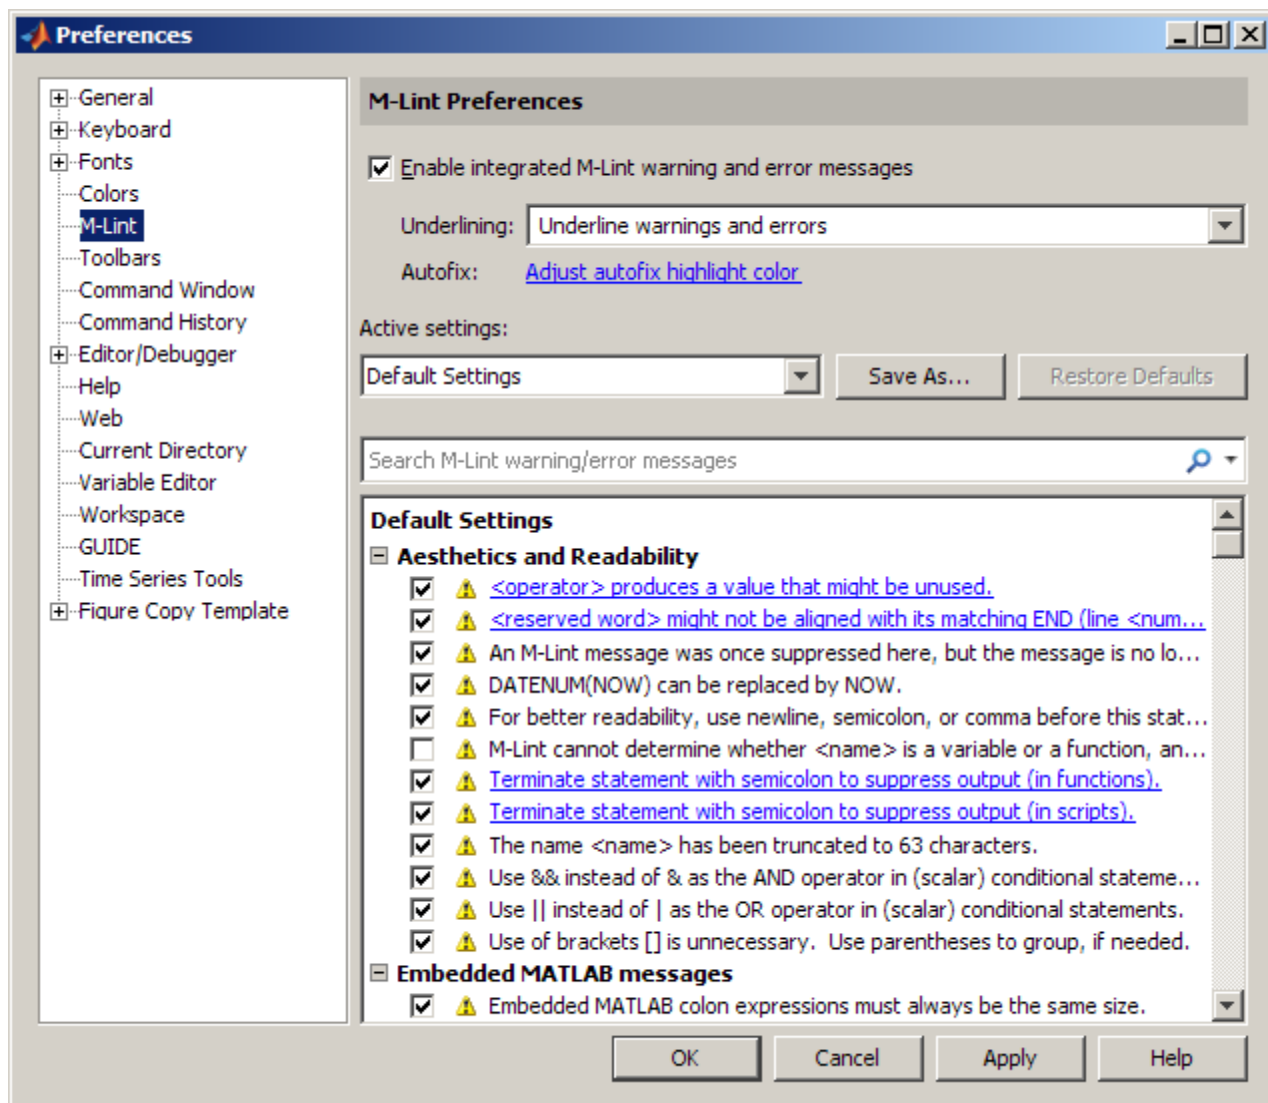 Preferences
General
Keyboard
Fonts
Colors
M-Lint
Toolbars
Command Window
Command History
Editor/Debugger
Help
Web
Current Directory
Variable Editor
Workspace
GUIDE
Time Series Tools
Figure Copy Template
M-Lint Preferences
Enable integrated M-Lint warning and error messages
Underlining: Underline warnings and errors
Autofix: Adjust autofix highlight color
Active settings:
Default Settings Save As... Restore Defaults
Search M-Lint warning/error messages
Default Settings
Aesthetics and Readability
<operator> produces a value that might be unused.
<reserved word> might not be aligned with its matching END (line <num...
An M-Lint message was once suppressed here, but the message is no lo...
DATENUM(NOW) can be replaced by NOW.
For better readability, use newline, semicolon, or comma before this stat...
M-Lint cannot determine whether <name> is a variable or a function, an...
Terminate statement with semicolon to suppress output (in functions).
Terminate statement with semicolon to suppress output (in scripts).
The name <name> has been truncated to 63 characters.
Use && instead of & as the AND operator in (scalar) conditional stateme...
Use || instead of | as the OR operator in (scalar) conditional statements.
Use of brackets [] is unnecessary.  Use parentheses to group, if needed.
Embedded MATLAB messages
Embedded MATLAB colon expressions must always be the same size.
OK Cancel Apply Help